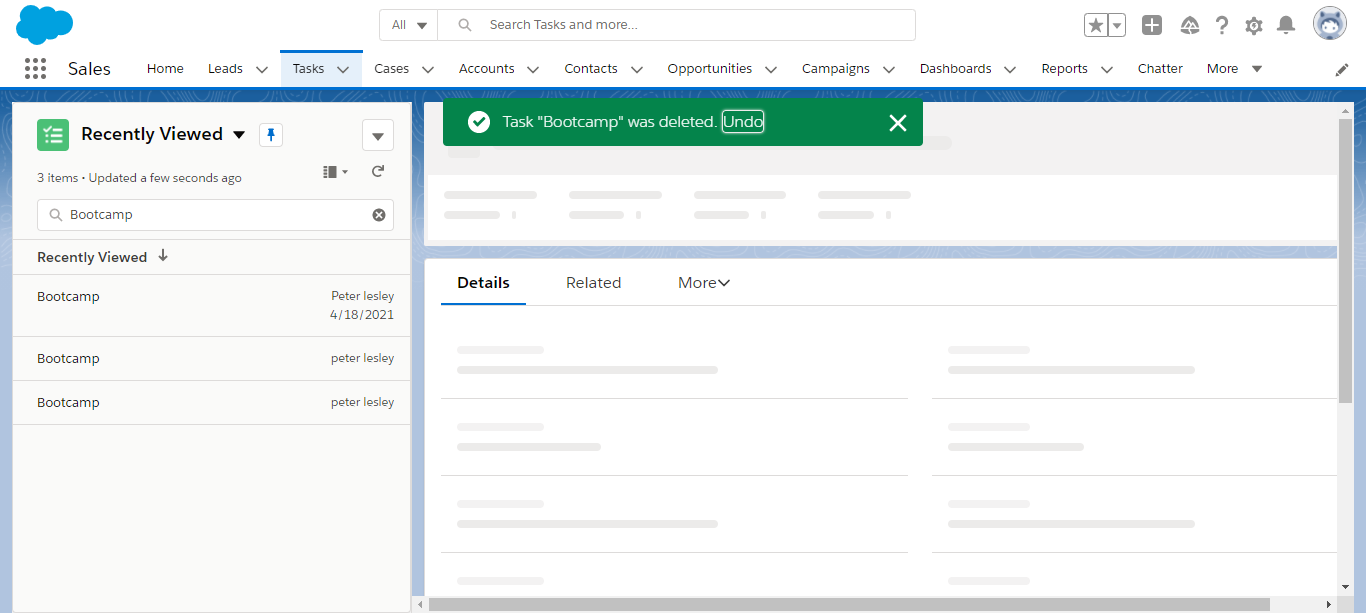 All
Search Tasks and more...
Sales
Home
Leads
Tasks
Cases
Accounts
Contacts
Opportunities
Campaigns
Dashboards
Reports
Chatter
More
Recently Viewed
3 items • Updated a few seconds ago
Bootcamp
Recently Viewed
Bootcamp
Peter lesley
4/18/2021
Bootcamp
peter lesley
Bootcamp
peter lesley
Task "Bootcamp" was deleted. Undo
Details
Related
More